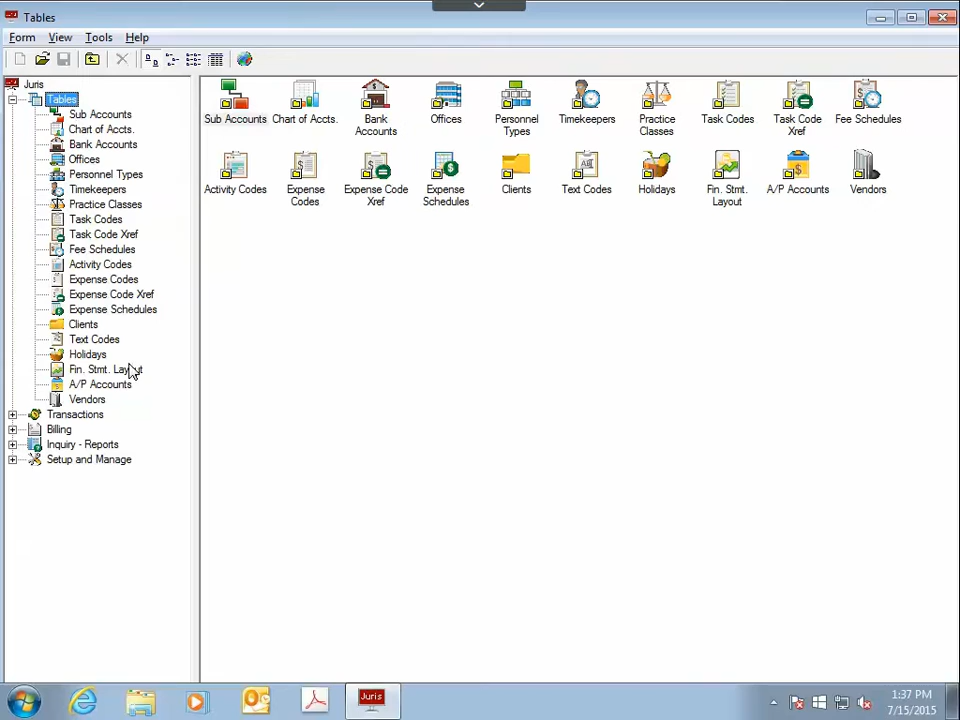 Tables
Form View Tools Help
Juris
Tables
Sub Accounts
Chart of Accts.
Bank Accounts
Offices
Personnel Types
Timekeepers
Practice Classes
Task Codes
Task Code Xref
Fee Schedules
Activity Codes
Expense Codes
Expense Code Xref
Expense Schedules
Clients
Text Codes
Holidays
Fin. Stmt. Layout
A/P Accounts
Vendors
Transactions
Billing
Inquiry - Reports
Setup and Manage
Sub Accounts
Chart of Accts.
Bank
Accounts
Offices
Personnel
Types
Timekeepers
Practice
Classes
Task Codes
Task Code
Xref
Fee Schedules
Activity Codes
Expense
Codes
Expense Code
Xref
Expense
Schedules
Clients
Text Codes
Holidays
Fin. Stmt.
Layout
A/P Accounts
Vendors
Juris
1:37 PM
7/15/2015